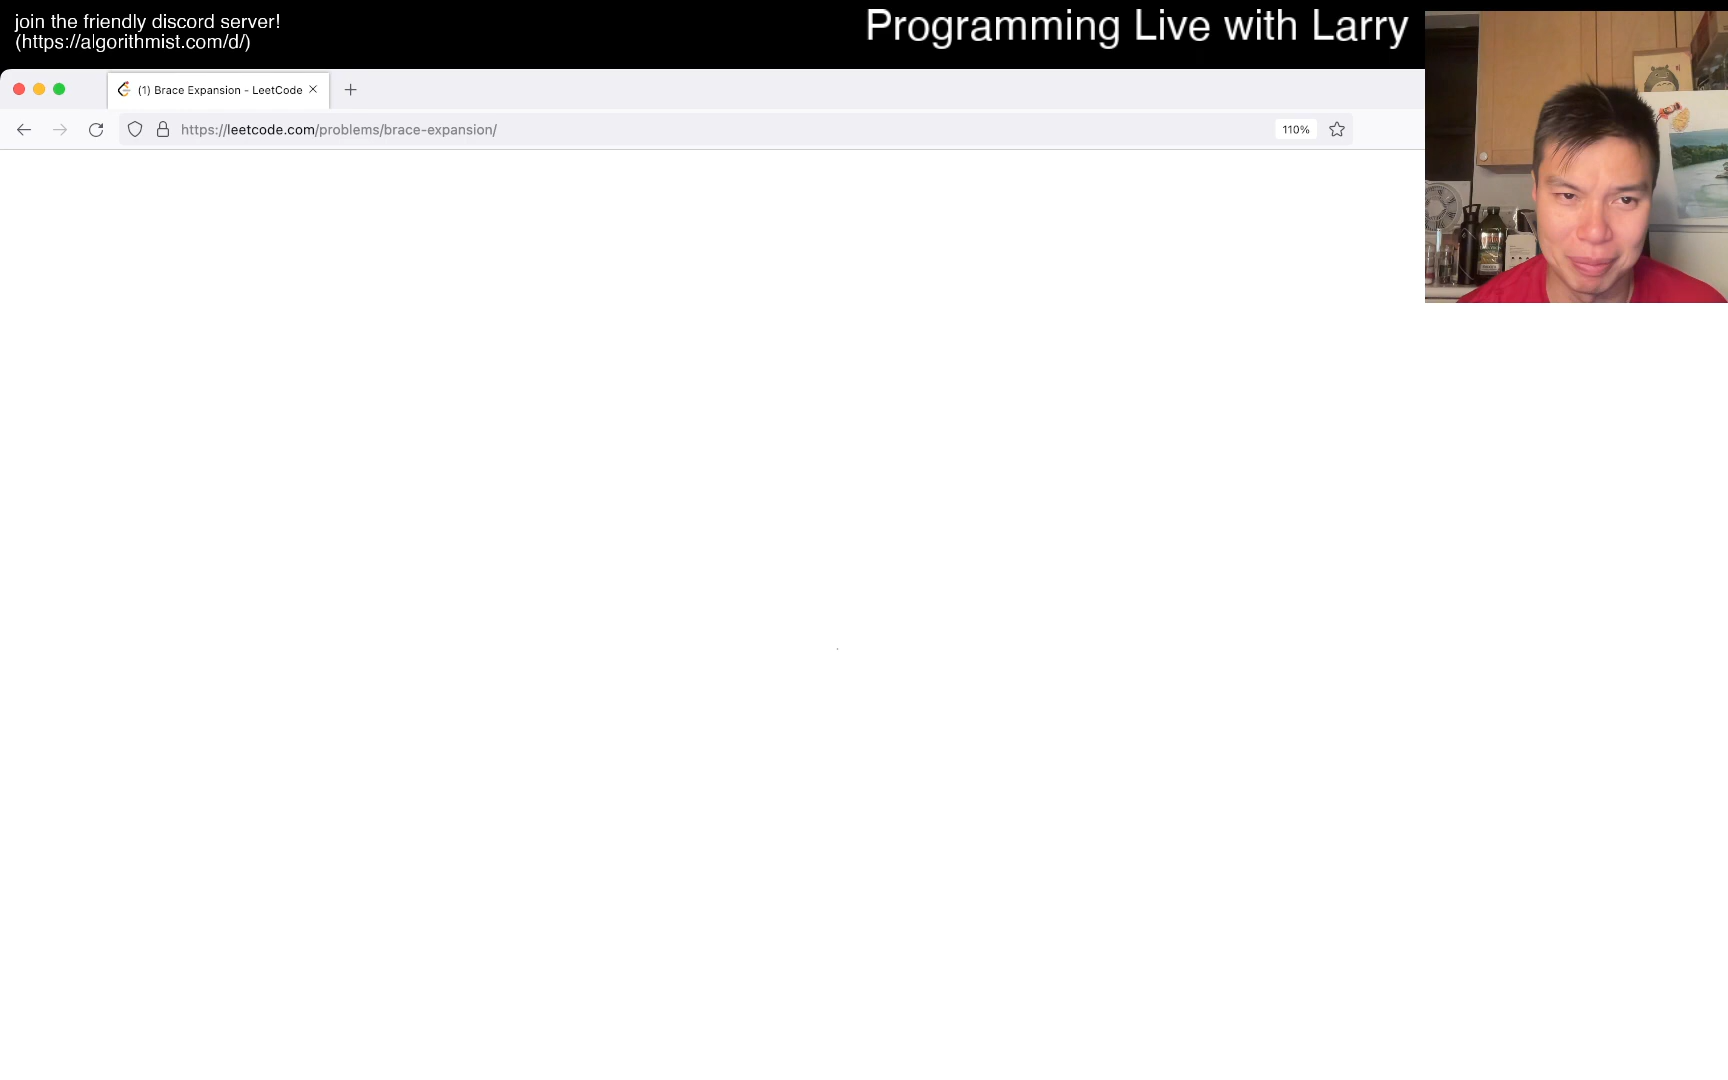 join the friendly discord server!
(https://algorithmist.com/d/)
Programming Live with Larry
(1) Brace Expansion - LeetCode
https://leetcode.com/problems/brace-expansion/
110%